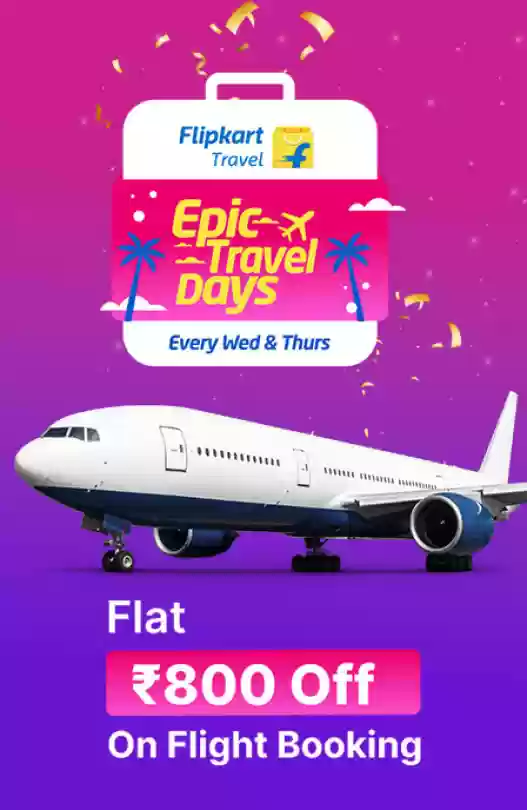 Flipkart
Travel
Epic
Travel
Days
Every Wed & Thurs
Flat
₹800 Off
On Flight Booking